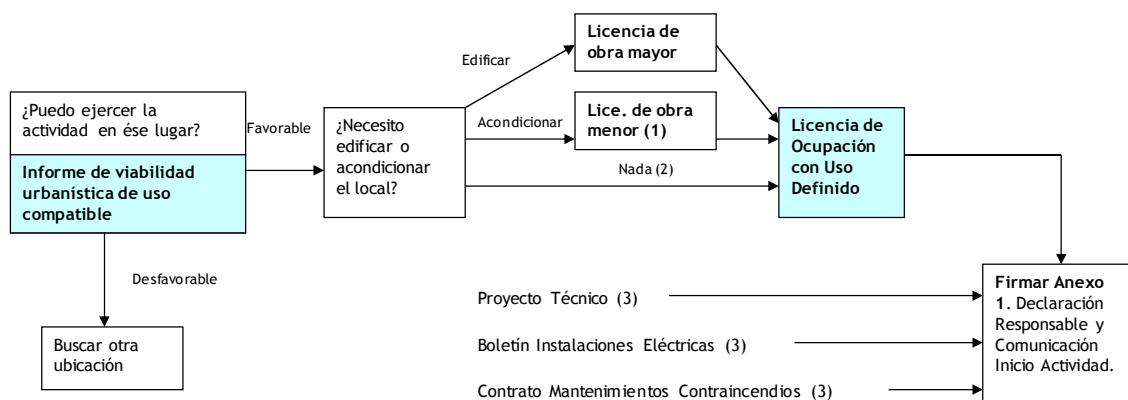 ¿Puedo ejercer la
actividad en ése lugar?
Informe de viabilidad
urbanística de uso
compatible
Favorable
Desfavorable
Buscar otra
ubicación
¿Necesito
edificar o
acondicionar
el local?
Edificar
Acondicionar
Nada (2)
Licencia de
obra mayor
Lice. de obra
menor (1)
Licencia de
Ocupación
con Uso
Definido
Proyecto Técnico (3)
Boletín Instalaciones Eléctricas (3)
Contrato Mantenimientos Contraincendios (3)
Firmar Anexo
1. Declaración
Responsable y
Comunicación
Inicio Actividad.